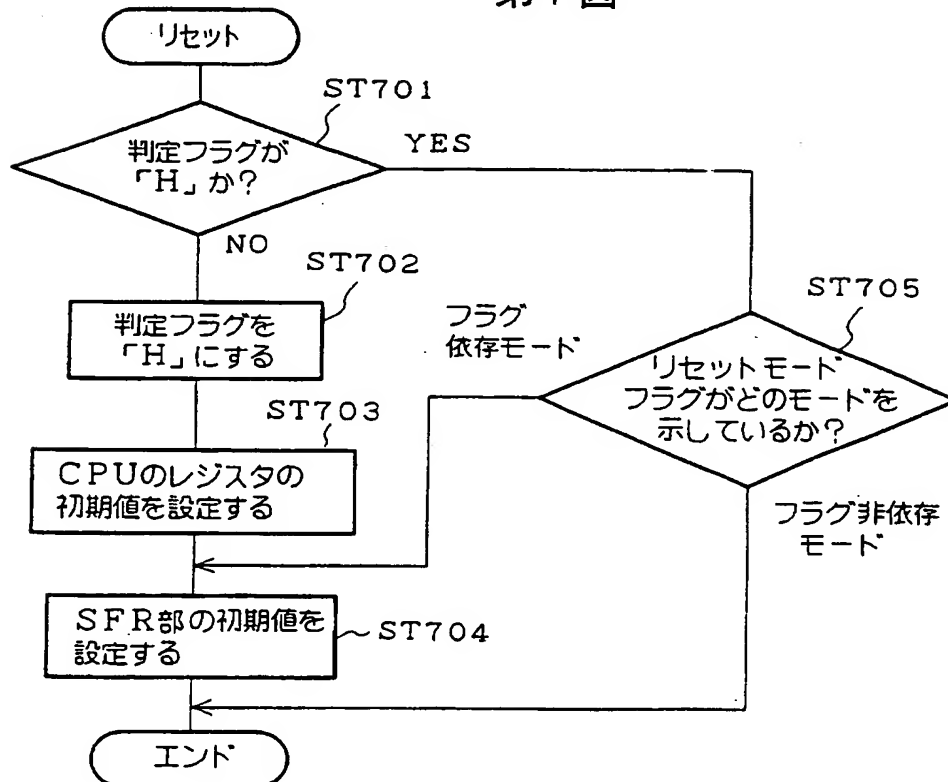 リセット
ST701
判定フラグが
「H」か?
YES
NO
ST702
判定フラグを
「H」にする
ST703
CPUのレジスタの
初期値を設定する
SFR部の初期値を
設定する
ST704
エンド
フラグ
依存モード
ST705
リセットモード
フラグがどのモードを
示しているか?
フラグ非依存
モード